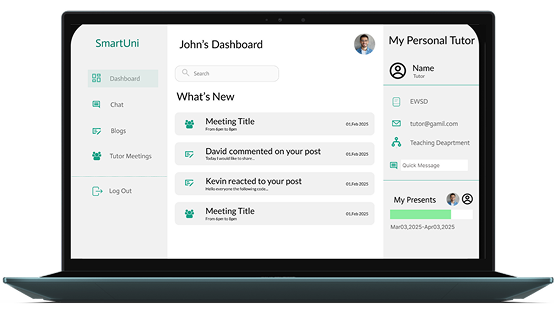 SmartUni
Dashboard
Chat
Blogs
Tutor Meetings
Log Out
John's Dashboard
Search
What's New
Meeting Title
From 6pm to 8pm
01,Feb 2025
David commented on your post
Today I would like to share...
01,Feb 2025
Kevin reacted to your post
Hello everyone the following code...
01,Feb 2025
Meeting Title
From 6pm to 8pm
01,Feb 2025
My Personal Tutor
Name
Tutor
EWSD
tutor@gamil.com
Teaching Deaprtment
Quick Message
My Presents
Mar03,2025-Apr03,2025